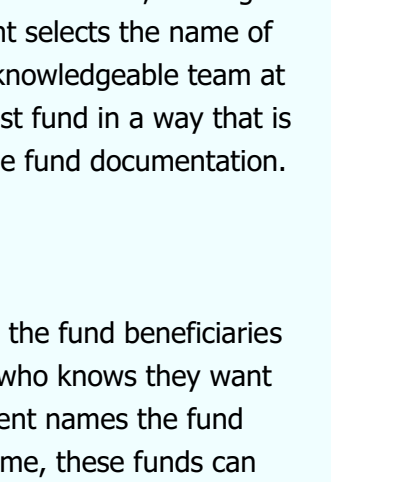 nt selects the name of
knowledgeable team at
st fund in a way that is
e fund documentation.
the fund beneficiaries
who knows they want
ent names the fund
me, these funds can